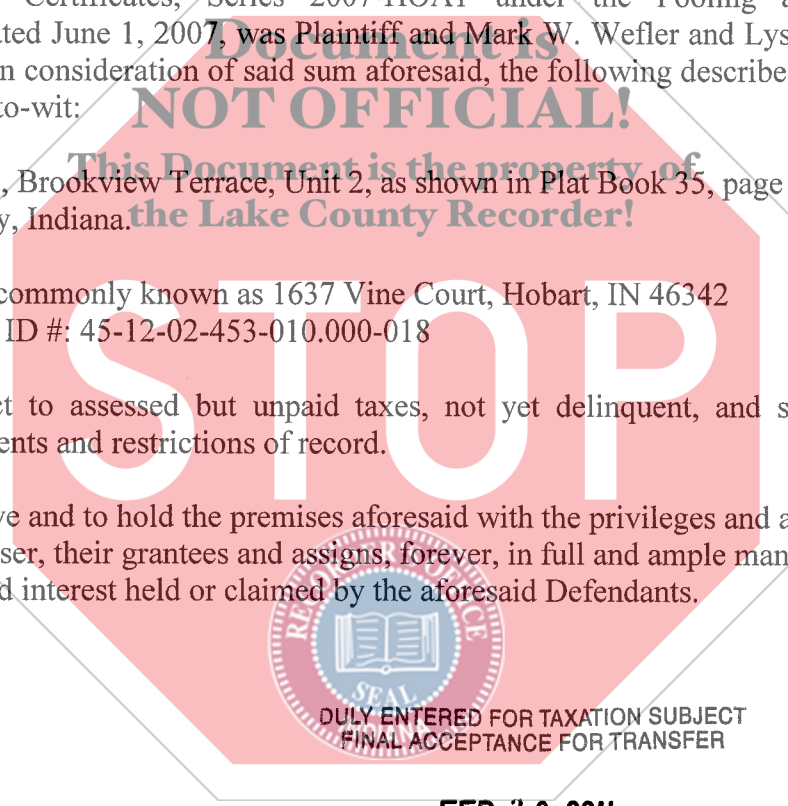 Certificates, Series 2007-HOA1 under the Pooling a
ated June 1, 2007, was Plaintiff and Mark W. Wefler and Lys
Document is
n consideration of said sum aforesaid, the following describe
to-wit:
NOT OFFICIAL!
This Document is the property of
, Brookview Terrace, Unit 2, as shown in Plat Book 35, page
y, Indiana.
the Lake County Recorder!
commonly known as 1637 Vine Court, Hobart, IN 46342
ID #: 45-12-02-453-010.000-018
STOP
ct to assessed but unpaid taxes, not yet delinquent, and s
ents and restrictions of record.
ve and to hold the premises aforesaid with the privileges and a
ser, their grantees and assigns, forever, in full and ample man
d interest held or claimed by the aforesaid Defendants.
SEAL
INDIANA
DULY ENTERED FOR TAXATION SUBJECT
FINAL ACCEPTANCE FOR TRANSFER